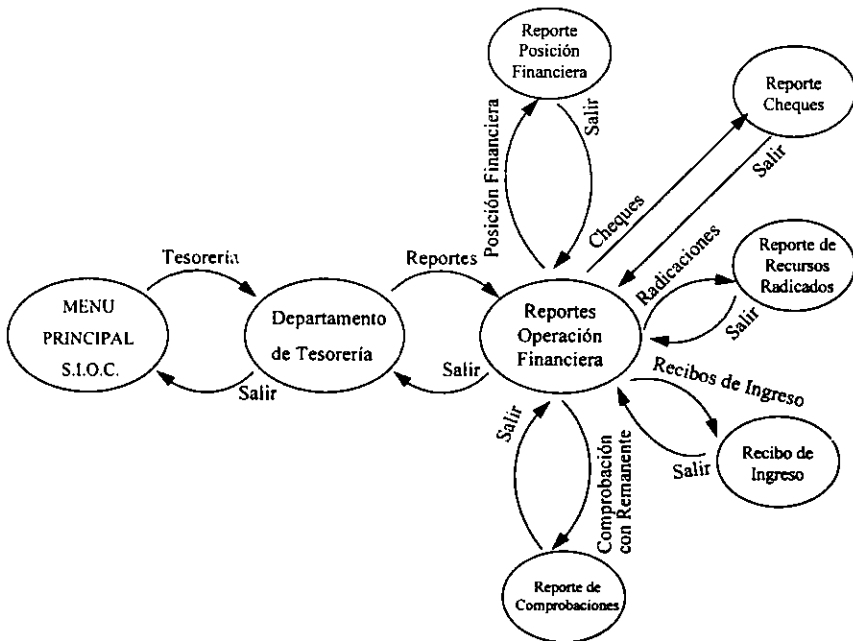 Reporte
Posición
Financiera
Reporte
Cheques
Posición Financiera
Salir
Salir
Cheques
Radicaciones
Reporte de
Recursos
Radicados
Salir
Tesorería
Reportes
MENU
PRINCIPAL
S.I.O.C.
Departamento
de Tesorería
Reportes
Operación
Financiera
Salir
Salir
Recibos de Ingreso
Salir
Recibo de
Ingreso
Salir
Comprobación
con Remanente
Reporte de
Comprobaciones